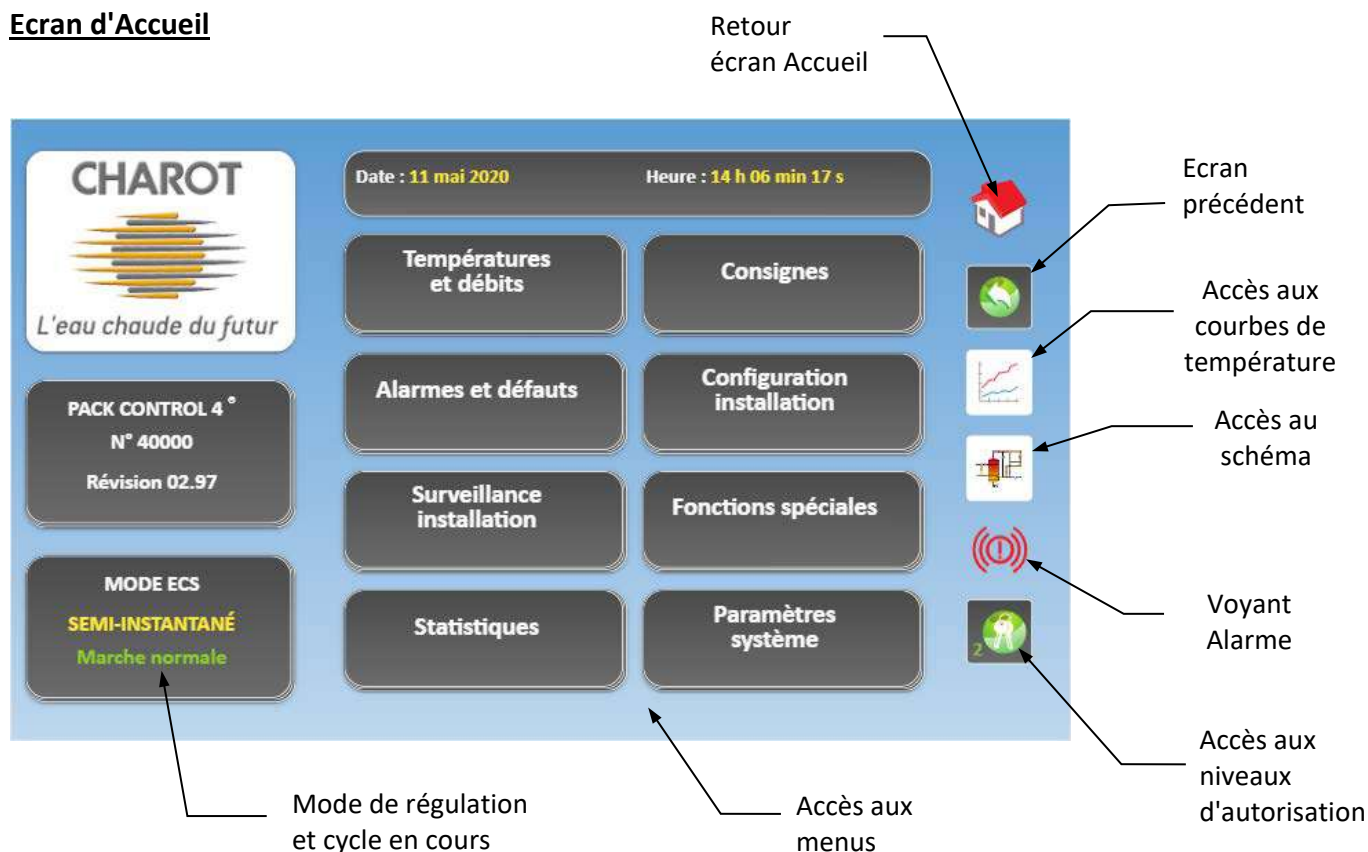 Ecran d'Accueil
Retour
écran Accueil
CHAROT
L'eau chaude du futur
Date : 11 mai 2020
Heure : 14 h 06 min 17 s
Ecran
précédent
Températures
et débits
Consignes
Accès aux
courbes de
température
PACK CONTROL 4 ®
N° 40000
Révision 02.97
Alarmes et défauts
Configuration
installation
Accès au
schéma
Surveillance
installation
Fonctions spéciales
MODE ECS
SEMI-INSTANTANÉ
Marche normale
Statistiques
Paramètres
système
2
Voyant
Alarme
Accès aux
niveaux
d'autorisation
Mode de régulation
et cycle en cours
Accès aux
menus